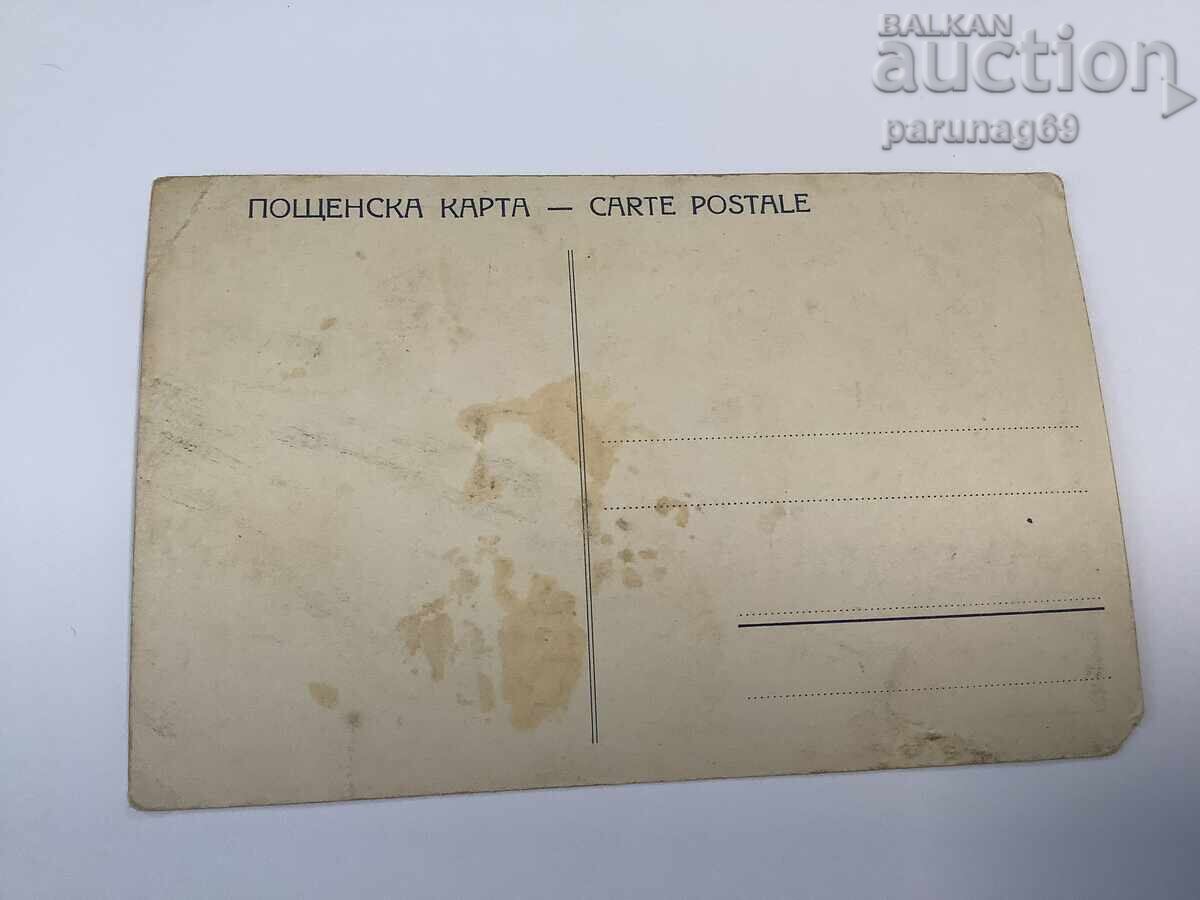 BALKAN
auction
parunag69
ПОЩЕНСКА КАРТА — CARTE POSTALE